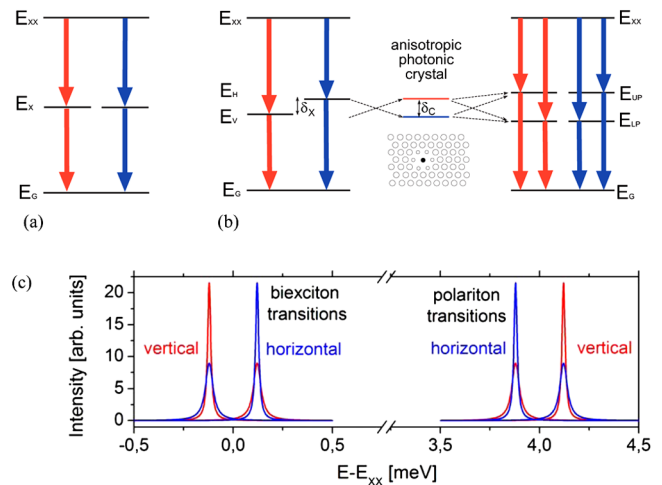 (a)
E_XX
E_X
E_G
(b)
E_XX
E_H
E_V
δ_X
E_G
anisotropic
photonic
crystal
δ_C
E_XX
E_UP
E_LP
E_G
(c)
Intensity [arb. units]
20
15
10
5
0
biexciton
transitions
vertical
horizontal
polariton
transitions
horizontal
vertical
-0,5
0,0
0,5
3,5
4,0
4,5
E-E_XX [meV]